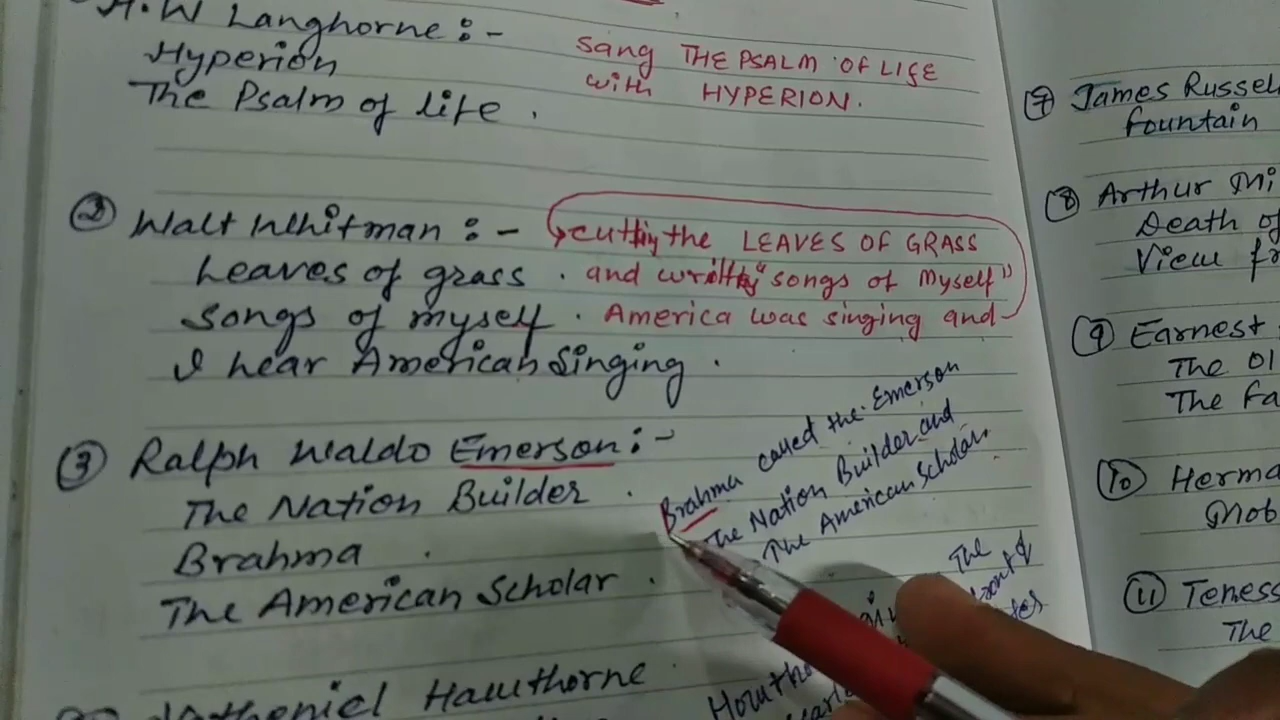 H.W Langhorne :-
Hyperion
The Psalm of life .
sang THE PSALM OF LIFE
with HYPERION.
② Walt Whitman :-
Leaves of grass .
songs of myself .
I hear American Singing .
cutting the LEAVES OF GRASS
and writing "songs of Myself"
America was singing and
③ Ralph Waldo Emerson :-
The Nation Builder .
Brahma .
The American Scholar .
Brahma called the Emerson
The Nation Builder and
The American Scholar.
The
Hawthorne
⑦ James Russel
fountain
⑧ Arthur Mi
Death of
View fr
⑨ Earnest
The Ol
The Fa
⑩ Herma
Mob
⑪ Teness
The